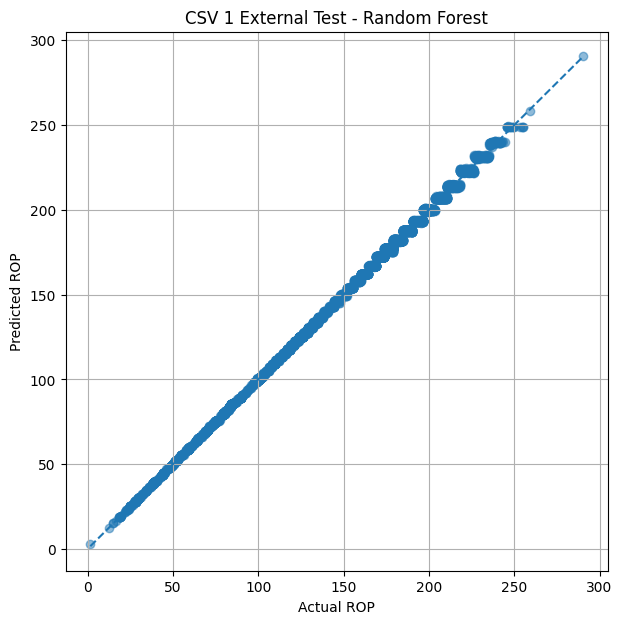 CSV 1 External Test - Random Forest
300
250
200
150
100
50
0
Predicted ROP
0 50 100 150 200 250 300
Actual ROP